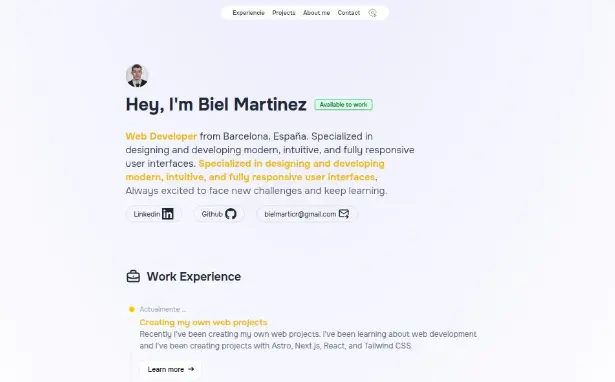 Experiencie Projects About me Contact
Hey, I'm Biel Martinez
Available to work
Web Developer from Barcelona, España. Specialized in
designing and developing modern, intuitive, and fully responsive
user interfaces. Specialized in designing and developing
modern, intuitive, and fully responsive user interfaces,
Always excited to face new challenges and keep learning.
Linkedin
Github
bielmarticr@gmail.com
Work Experience
Actualmente ...
Creating my own web projects
Recently I've been creating my own web projects. I've been learning about web development
and I've been creating projects with Astro, Next.js, React, and Tailwind CSS.
Learn more →